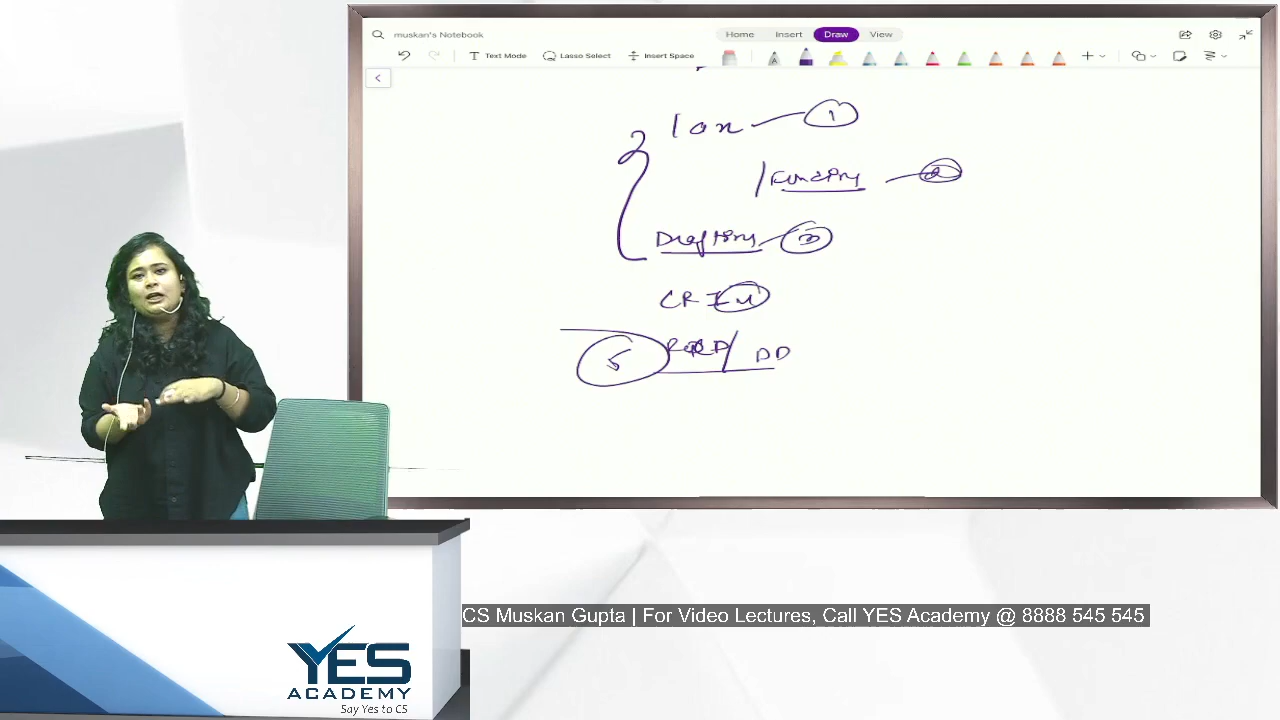 muskan's Notebook
Home Insert Draw View
Text Mode Lasso Select Insert Space
1
Drafting
CR
5 DD
CS Muskan Gupta | For Video Lectures, Call YES Academy @ 8888 545 545
YES
ACADEMY
Say Yes to CS